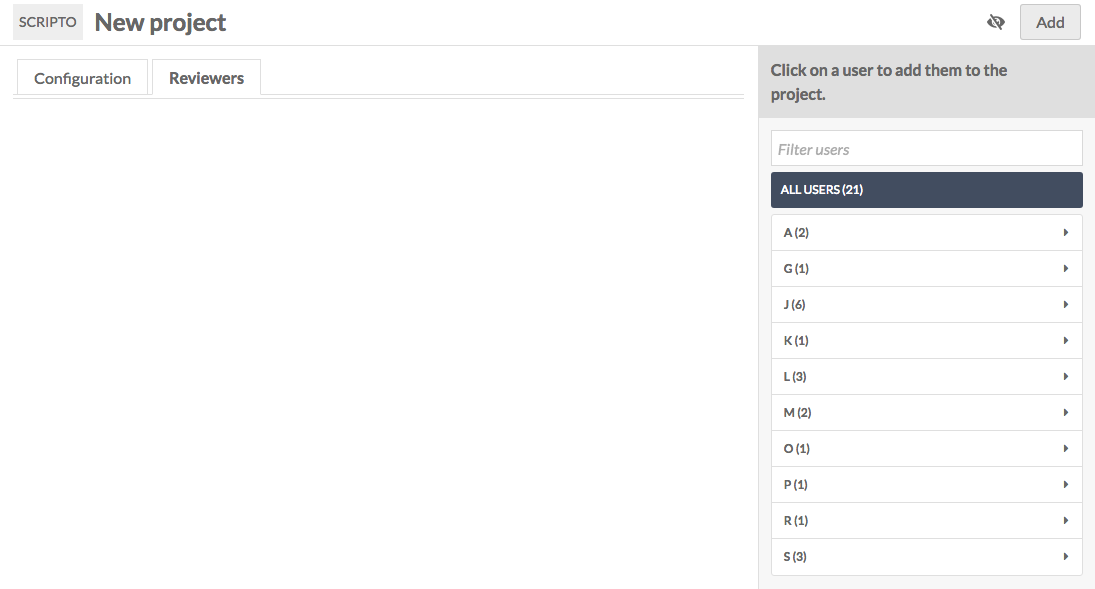 SCRIPTO New project
Add
Configuration
Reviewers
Click on a user to add them to the
project.
Filter users
ALL USERS (21)
A (2)
G (1)
J (6)
K (1)
L (3)
M (2)
O (1)
P (1)
R (1)
S (3)